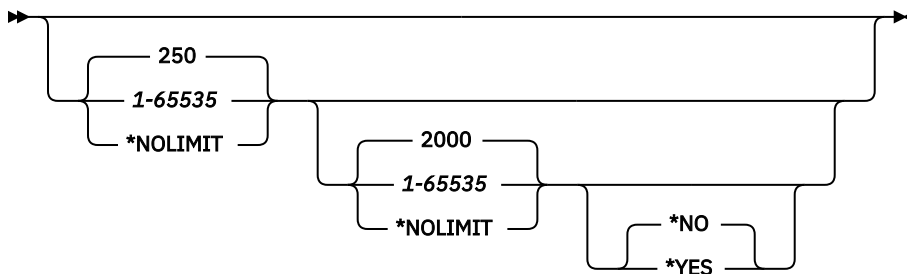 250
1-65535
*NOLIMIT
2000
1-65535
*NOLIMIT
*NO
*YES